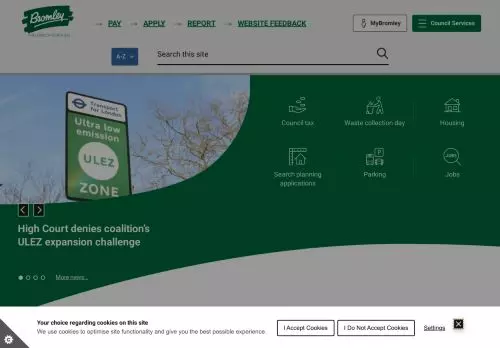 Bromley
THE LONDON BOROUGH
PAY
APPLY
REPORT
WEBSITE FEEDBACK
MyBromley
Council Services
A-Z
Search this site
Transport
for London
Ultra low
emission
ULEZ
ZONE
Council tax
Waste collection day
Housing
Search planning
applications
Parking
Jobs
JOBS
P
High Court denies coalition's
ULEZ expansion challenge
More news...
Your choice regarding cookies on this site
We use cookies to optimise site functionality and give you the best possible experience.
I Accept Cookies
I Do Not Accept Cookies
Settings